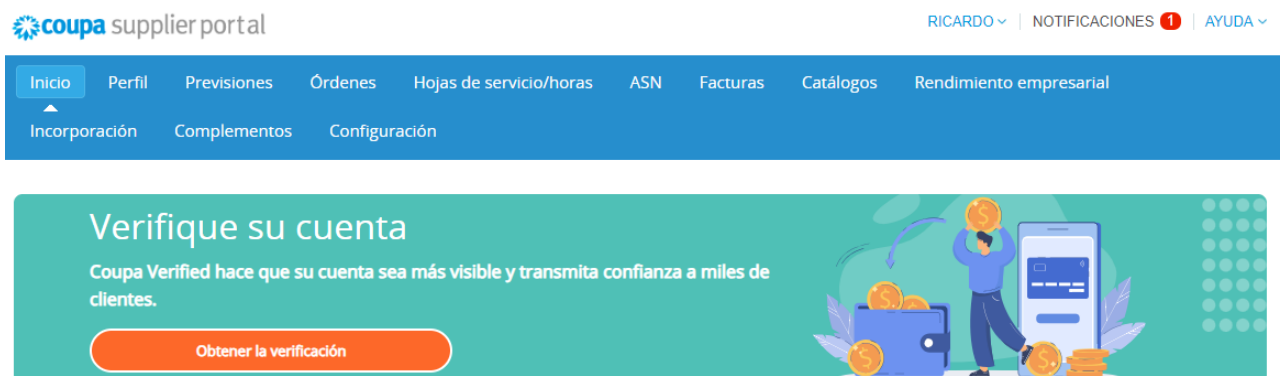 coupa supplier portal
RICARDO NOTIFICACIONES 1 AYUDA
Inicio Perfil Previsiones Órdenes Hojas de servicio/horas ASN Facturas Catálogos Rendimiento empresarial
Incorporación Complementos Configuración
Verifique su cuenta
Coupa Verified hace que su cuenta sea más visible y transmita confianza a miles de
clientes.
Obtener la verificación